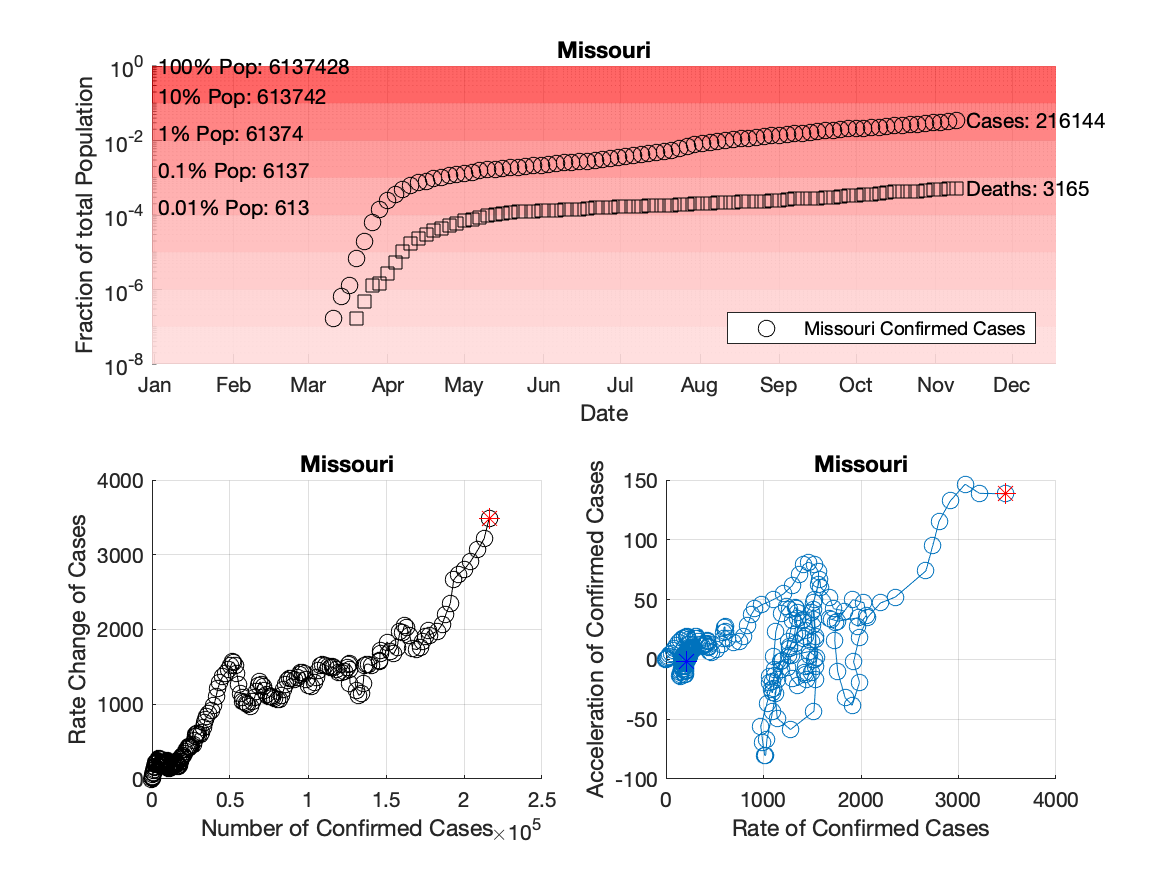 Missouri
10^0
10^-2
10^-4
10^-6
10^-8
Fraction of total Population
100% Pop: 6137428
10% Pop: 613742
1% Pop: 61374
0.1% Pop: 6137
0.01% Pop: 613
Cases: 216144
Deaths: 3165
Missouri Confirmed Cases
Jan Feb Mar Apr May Jun Jul Aug Sep Oct Nov Dec
Date
Missouri
4000
3000
2000
1000
0
Rate Change of Cases
0 0.5 1 1.5 2 2.5
Number of Confirmed Cases ×10^5
Missouri
150
100
50
0
-50
-100
Acceleration of Confirmed Cases
0 1000 2000 3000 4000
Rate of Confirmed Cases